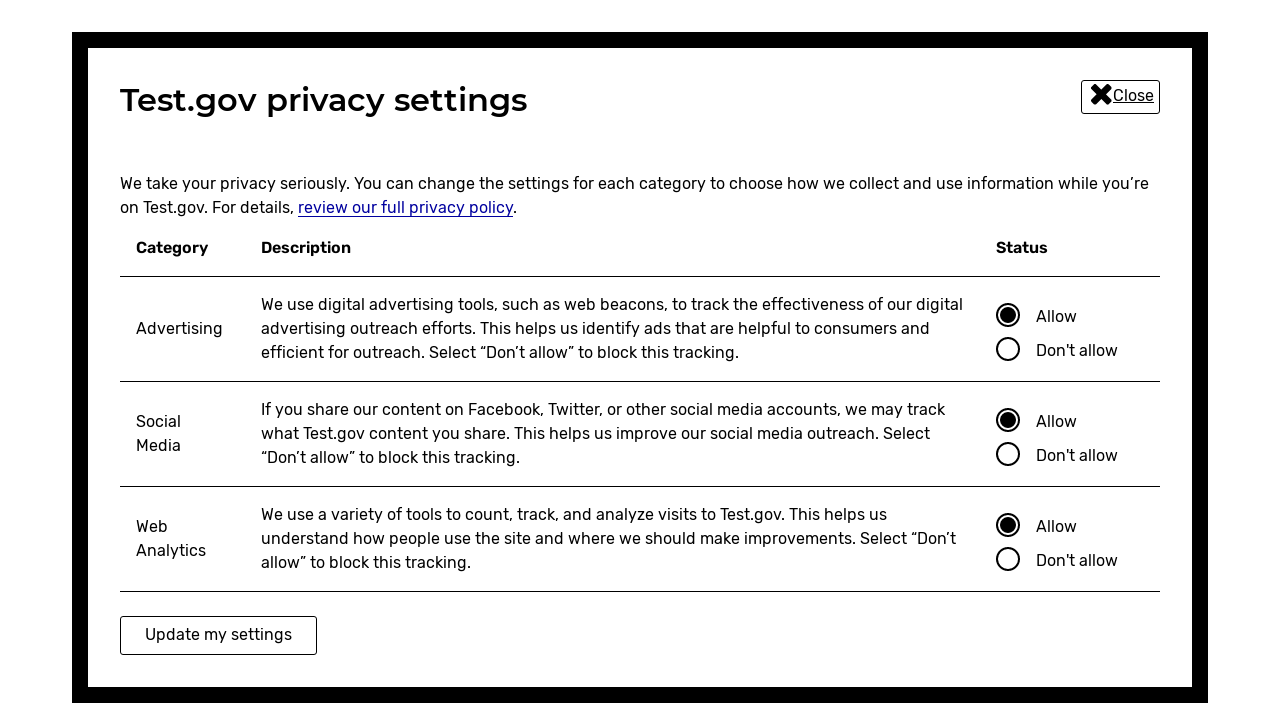 Test.gov privacy settings
Close
We take your privacy seriously. You can change the settings for each category to choose how we collect and use information while you’re
on Test.gov. For details, review our full privacy policy.
Category Description Status
We use digital advertising tools, such as web beacons, to track the effectiveness of our digital
Advertising advertising outreach efforts. This helps us identify ads that are helpful to consumers and
efficient for outreach. Select “Don’t allow” to block this tracking.
Allow
Don't allow
Social
Media
If you share our content on Facebook, Twitter, or other social media accounts, we may track
what Test.gov content you share. This helps us improve our social media outreach. Select
“Don’t allow” to block this tracking.
Allow
Don't allow
Web
Analytics
We use a variety of tools to count, track, and analyze visits to Test.gov. This helps us
understand how people use the site and where we should make improvements. Select “Don’t
allow” to block this tracking.
Allow
Don't allow
Update my settings